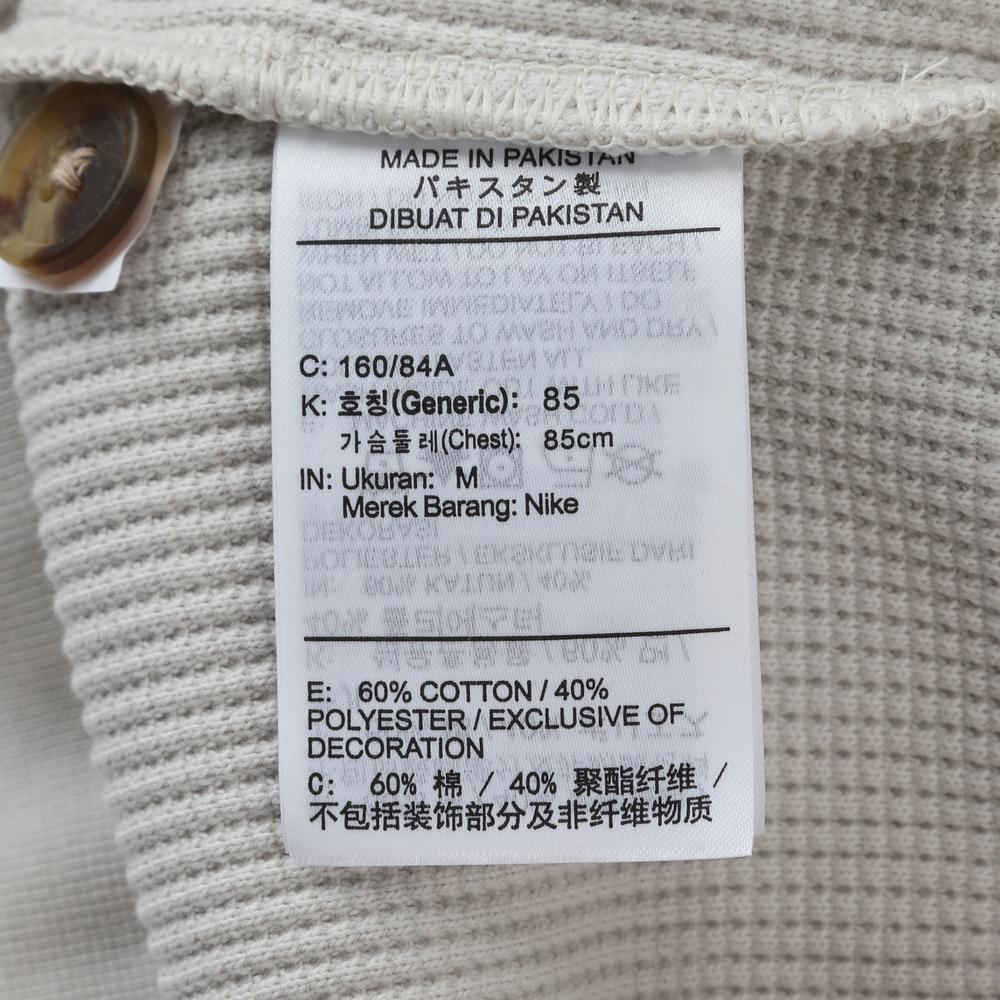 MADE IN PAKISTAN
パキスタン製
DIBUAT DI PAKISTAN
C: 160/84A
K: 호칭(Generic): 85
가슴둘레(Chest): 85cm
IN: Ukuran: M
Merek Barang: Nike
E: 60% COTTON / 40%
POLYESTER / EXCLUSIVE OF
DECORATION
C: 60% 棉 / 40% 聚酯纤维 /
不包括装饰部分及非纤维物质